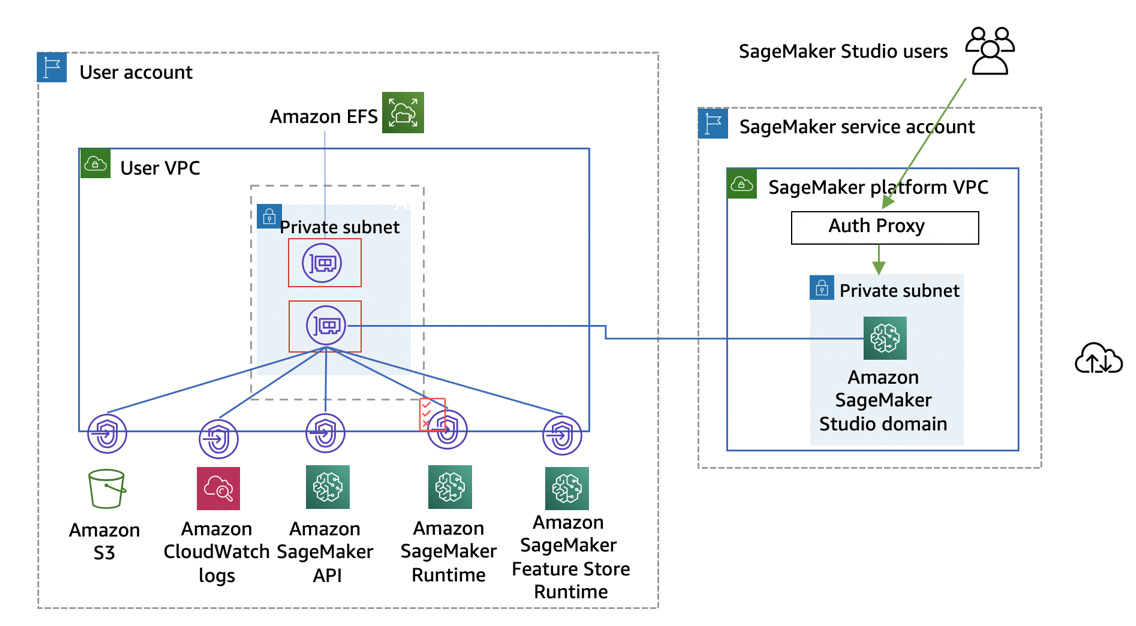 SageMaker Studio users
User account
Amazon EFS
SageMaker service account
User VPC
SageMaker platform VPC
Private subnet
Auth Proxy
Private subnet
Amazon
SageMaker
Studio domain
Amazon
S3
Amazon
CloudWatch
logs
Amazon
SageMaker
API
Amazon
SageMaker
Runtime
Amazon
SageMaker
Feature Store
Runtime